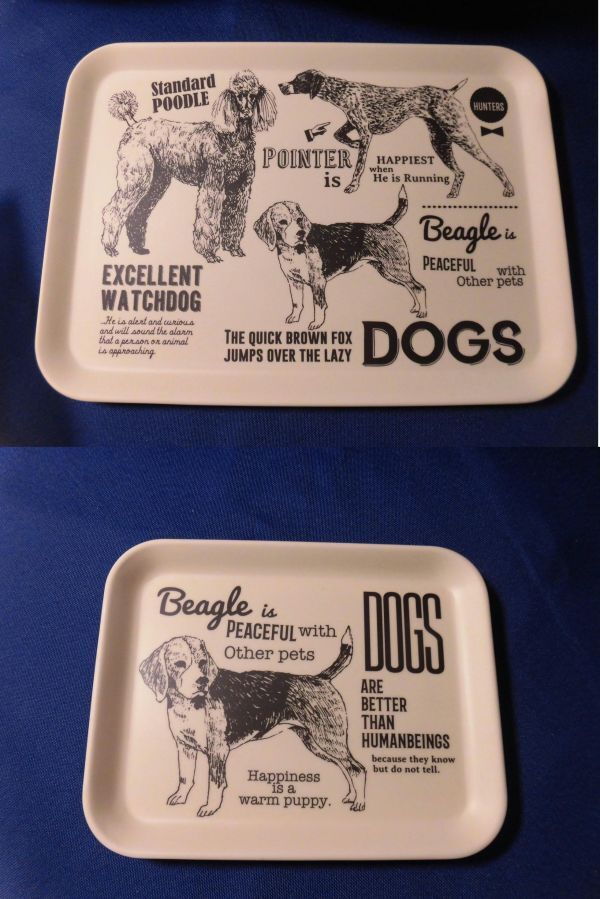 Standard
POODLE
HUNTERS
POINTER
is
HAPPIEST
when
He is Running
Beagle is
PEACEFUL with
Other pets
EXCELLENT
WATCHDOG
...He is alert and curious
and will sound the alarm
that a person or animal
is approaching
THE QUICK BROWN FOX
JUMPS OVER THE LAZY
DOGS
Beagle is
PEACEFUL with
Other pets
DOGS
ARE
BETTER
THAN
HUMANBEINGS
because they know
but do not tell.
Happiness
is a
warm puppy.